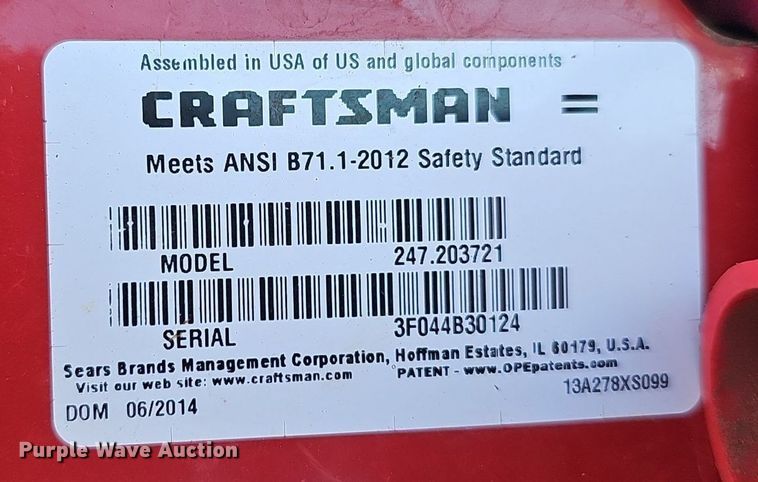 Assembled in USA of US and global components
CRAFTSMAN
Meets ANSI B71.1-2012 Safety Standard
MODEL 247.203721
SERIAL 3F044B30124
Sears Brands Management Corporation, Hoffman Estates, IL 60179, U.S.A.
Visit our web site: www.craftsman.com PATENT - www.OPEpatents.com
DOM 06/2014 13A278XS099
Purple Wave Auction